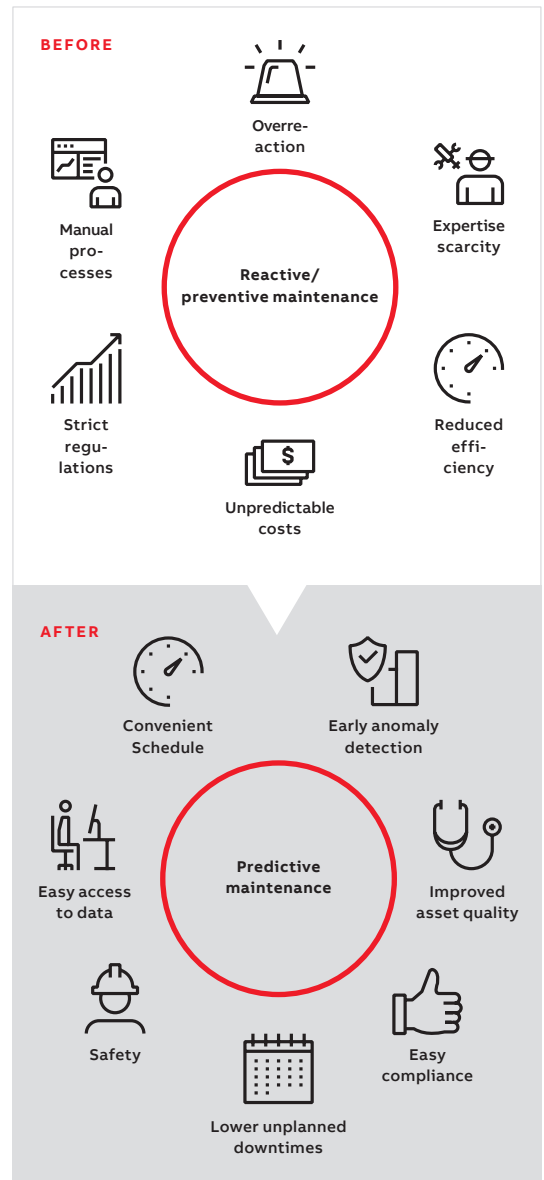 BEFORE
Overre-
action
Manual
pro-
cesses
Expertise
scarcity
Reactive/
preventive maintenance
Strict
regu-
lations
Reduced
effi-
ciency
$
Unpredictable
costs
AFTER
Convenient
Schedule
Early anomaly
detection
Easy access
to data
Predictive
maintenance
Improved
asset quality
Safety
Easy
compliance
Lower unplanned
downtimes